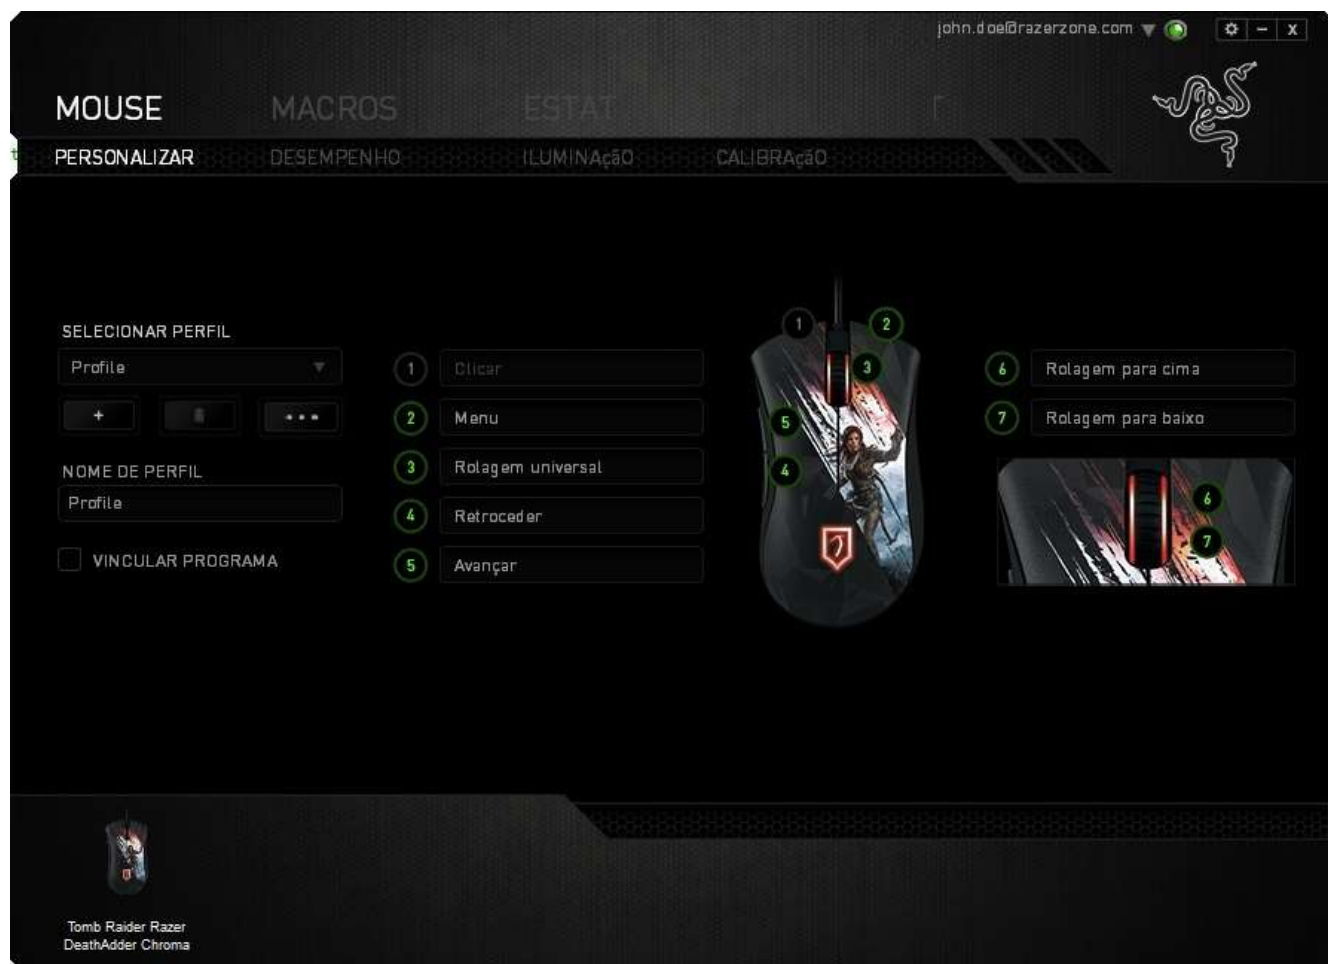 john.doe@razerzone.com
MOUSE
MACROS
ESTAT
PERSONALIZAR
DESEMPENHO
ILUMINAçãO
CALIBRAçãO
SELECIONAR PERFIL
Profile
NOME DE PERFIL
Profile
VINCULAR PROGRAMA
1 Clicar
2 Menu
3 Rolagem universal
4 Retroceder
5 Avançar
1
2
3
5
4
6 Rolagem para cima
7 Rolagem para baixo
6
7
Tomb Raider Razer
DeathAdder Chroma